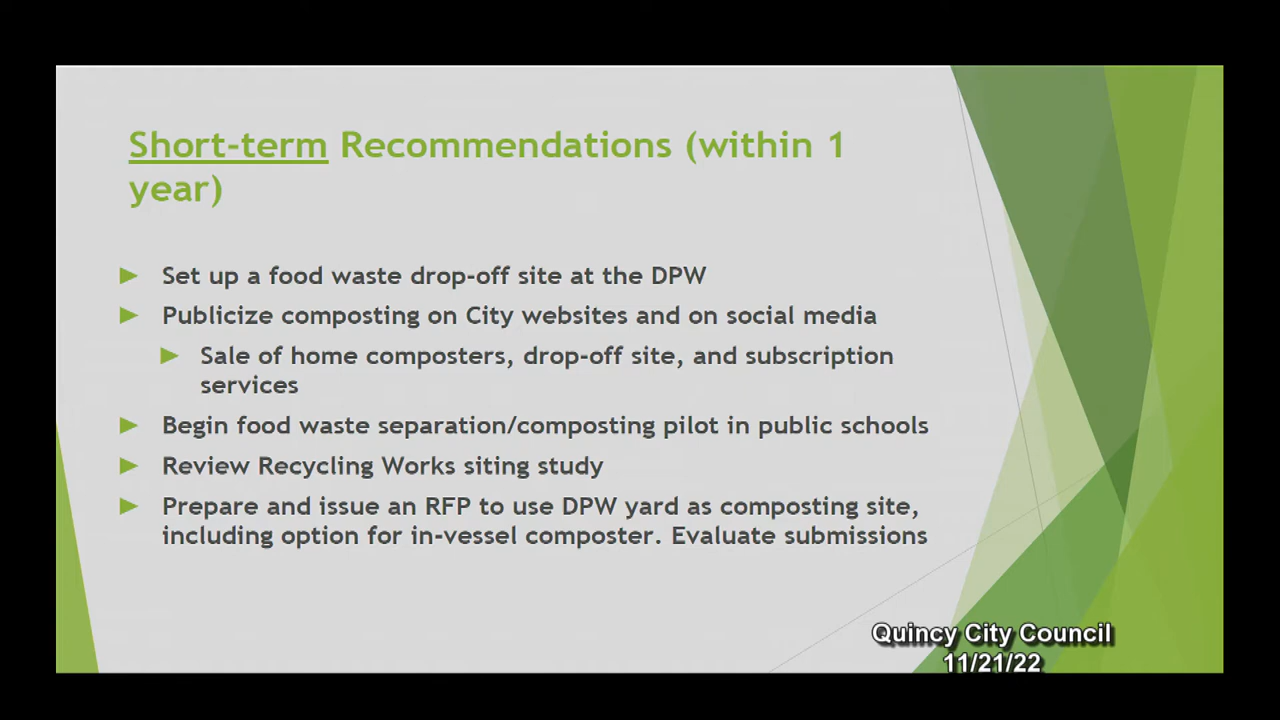 Short-term Recommendations (within 1
year)
Set up a food waste drop-off site at the DPW
Publicize composting on City websites and on social media
Sale of home composters, drop-off site, and subscription
services
Begin food waste separation/composting pilot in public schools
Review Recycling Works siting study
Prepare and issue an RFP to use DPW yard as composting site,
including option for in-vessel composter. Evaluate submissions
Quincy City Council
11/21/22